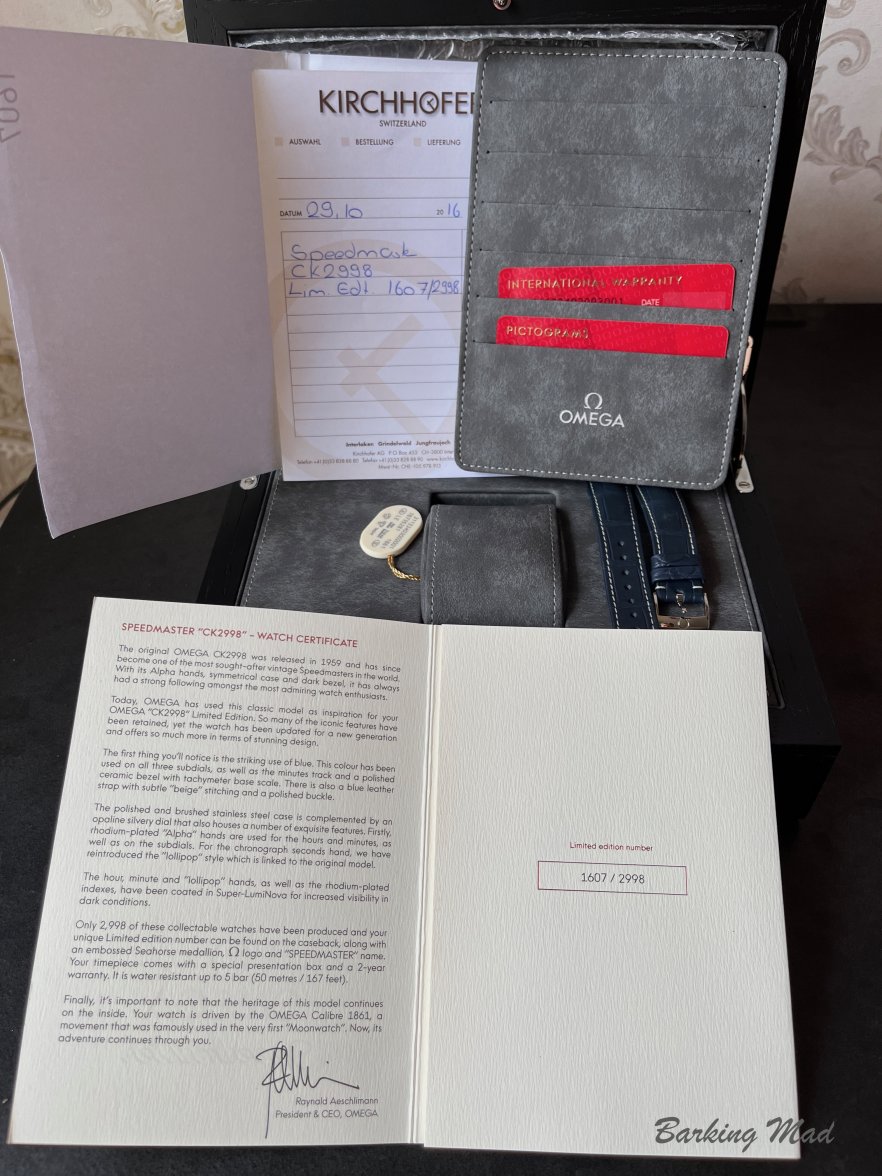 1607
KIRCHHOFER
SWITZERLAND
AUSWAHL BESTELLUNG LIEFERUNG
DATUM 29.10 2016
Speedmask
CK2998
Lim. Edt. 1607/2998
Interlaken Grindelwald Jungfraujoch
Kirchhofer AG P.O.Box 453 CH-3800
INTERNATIONAL WARRANTY
DATE
PICTOGRAMS
Ω
OMEGA
SPEEDMASTER "CK2998" – WATCH CERTIFICATE
The original OMEGA CK2998 was released in 1959 and has since
become one of the most sought-after vintage Speedmasters in the world.
With its Alpha hands, symmetrical case and dark bezel, it has always
had a strong following amongst the most admiring watch enthusiasts.
Today, OMEGA has used this classic model as inspiration for your
OMEGA "CK2998" Limited Edition. So many of the iconic features have
been retained, yet the watch has been updated for a new generation
and offers so much more in terms of stunning design.
The first thing you'll notice is the striking use of blue. This colour has been
used on all three subdials, as well as the minutes track and a polished
ceramic bezel with tachymeter base scale. There is also a blue leather
strap with subtle "beige" stitching and a polished buckle.
The polished and brushed stainless steel case is complemented by an
opaline silvery dial that also houses a number of exquisite features. Firstly,
rhodium-plated "Alpha" hands are used for the hours and minutes, as
well as on the subdials. For the chronograph seconds hand, we have
reintroduced the "lollipop" style which is linked to the original model.
The hour, minute and "lollipop" hands, as well as the rhodium-plated
indexes, have been coated in Super-LumiNova for increased visibility in
dark conditions.
Only 2,998 of these collectable watches have been produced and your
unique Limited edition number can be found on the caseback, along with
an embossed Seahorse medallion, Ω logo and "SPEEDMASTER" name.
Your timepiece comes with a special presentation box and a 2-year
warranty. It is water resistant up to 5 bar (50 metres / 167 feet).
Finally, it's important to note that the heritage of this model continues
on the inside. Your watch is driven by the OMEGA Calibre 1861, a
movement that was famously used in the very first "Moonwatch". Now, its
adventure continues through you.
Raynald Aeschlimann
President & CEO, OMEGA
Limited edition number
1607 / 2998
Barking Mad